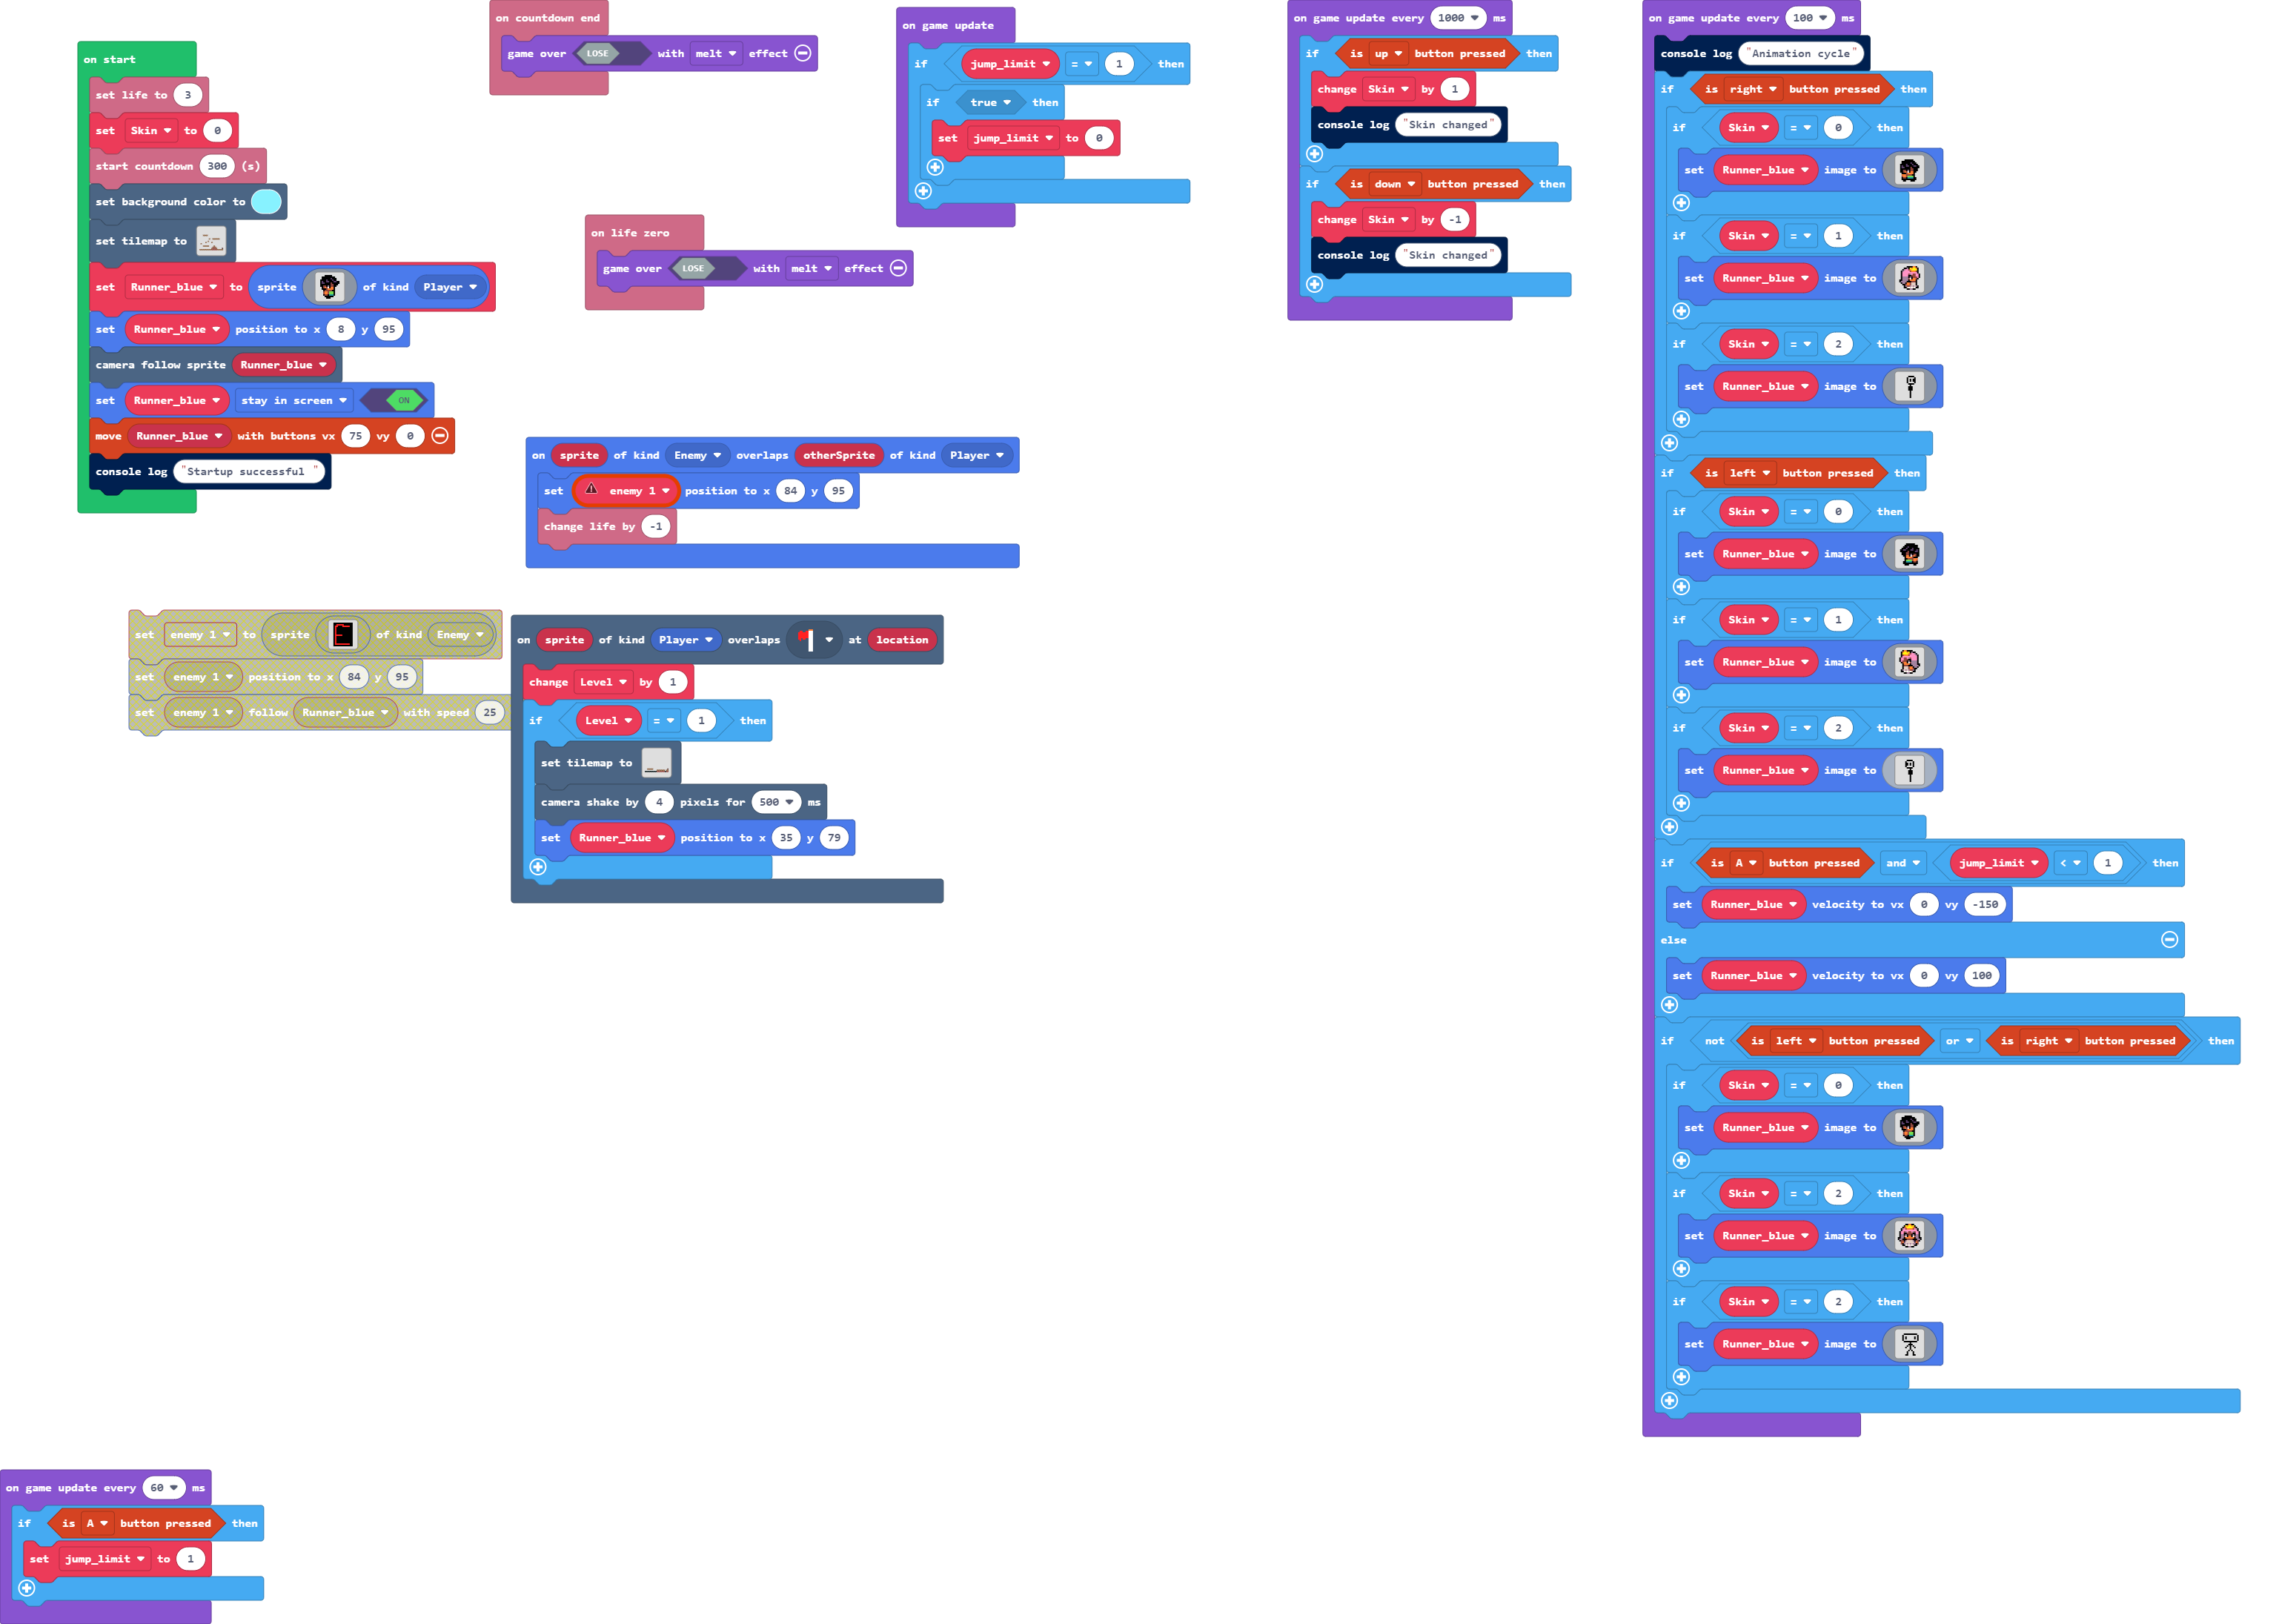 on start
set life to 3
set Skin to 0
start countdown 300 (s)
set background color to
set tilemap to
set Runner_blue to sprite of kind Player
set Runner_blue position to x 8 y 95
camera follow sprite Runner_blue
set Runner_blue stay in screen ON
move Runner_blue with buttons vx 75 vy 0
console log "Startup successful "
on countdown end
game over LOSE with melt effect
on life zero
game over LOSE with melt effect
on game update
if jump_limit = 1 then
if true then
set jump_limit to 0
on game update every 1000 ms
if is up button pressed then
change Skin by 1
console log "Skin changed"
if is down button pressed then
change Skin by -1
console log "Skin changed"
on sprite of kind Enemy overlaps otherSprite of kind Player
set enemy 1 position to x 84 y 95
change life by -1
set enemy 1 to sprite of kind Enemy
set enemy 1 position to x 84 y 95
set enemy 1 follow Runner_blue with speed 25
on sprite of kind Player overlaps at location
change Level by 1
if Level = 1 then
set tilemap to
camera shake by 4 pixels for 500 ms
set Runner_blue position to x 35 y 79
on game update every 100 ms
console log "Animation cycle"
if is right button pressed then
if Skin = 0 then
set Runner_blue image to
if Skin = 1 then
set Runner_blue image to
if Skin = 2 then
set Runner_blue image to
if is left button pressed then
if Skin = 0 then
set Runner_blue image to
if Skin = 1 then
set Runner_blue image to
if Skin = 2 then
set Runner_blue image to
if is A button pressed and jump_limit < 1 then
set Runner_blue velocity to vx 0 vy -150
else
set Runner_blue velocity to vx 0 vy 100
if not is left button pressed or is right button pressed then
if Skin = 0 then
set Runner_blue image to
if Skin = 2 then
set Runner_blue image to
if Skin = 2 then
set Runner_blue image to
on game update every 60 ms
if is A button pressed then
set jump_limit to 1